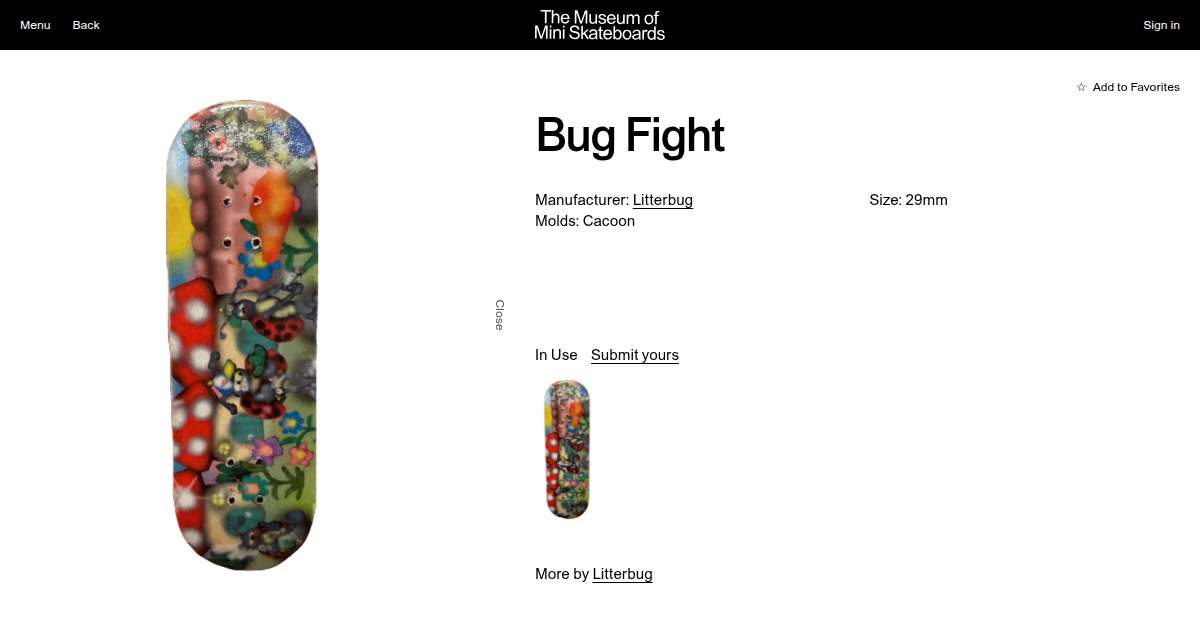 Menu
Back
The Museum of
Mini Skateboards
Sign in
☆ Add to Favorites
Bug Fight
Manufacturer: Litterbug
Molds: Cacoon
Size: 29mm
Close
In Use
Submit yours
More by Litterbug